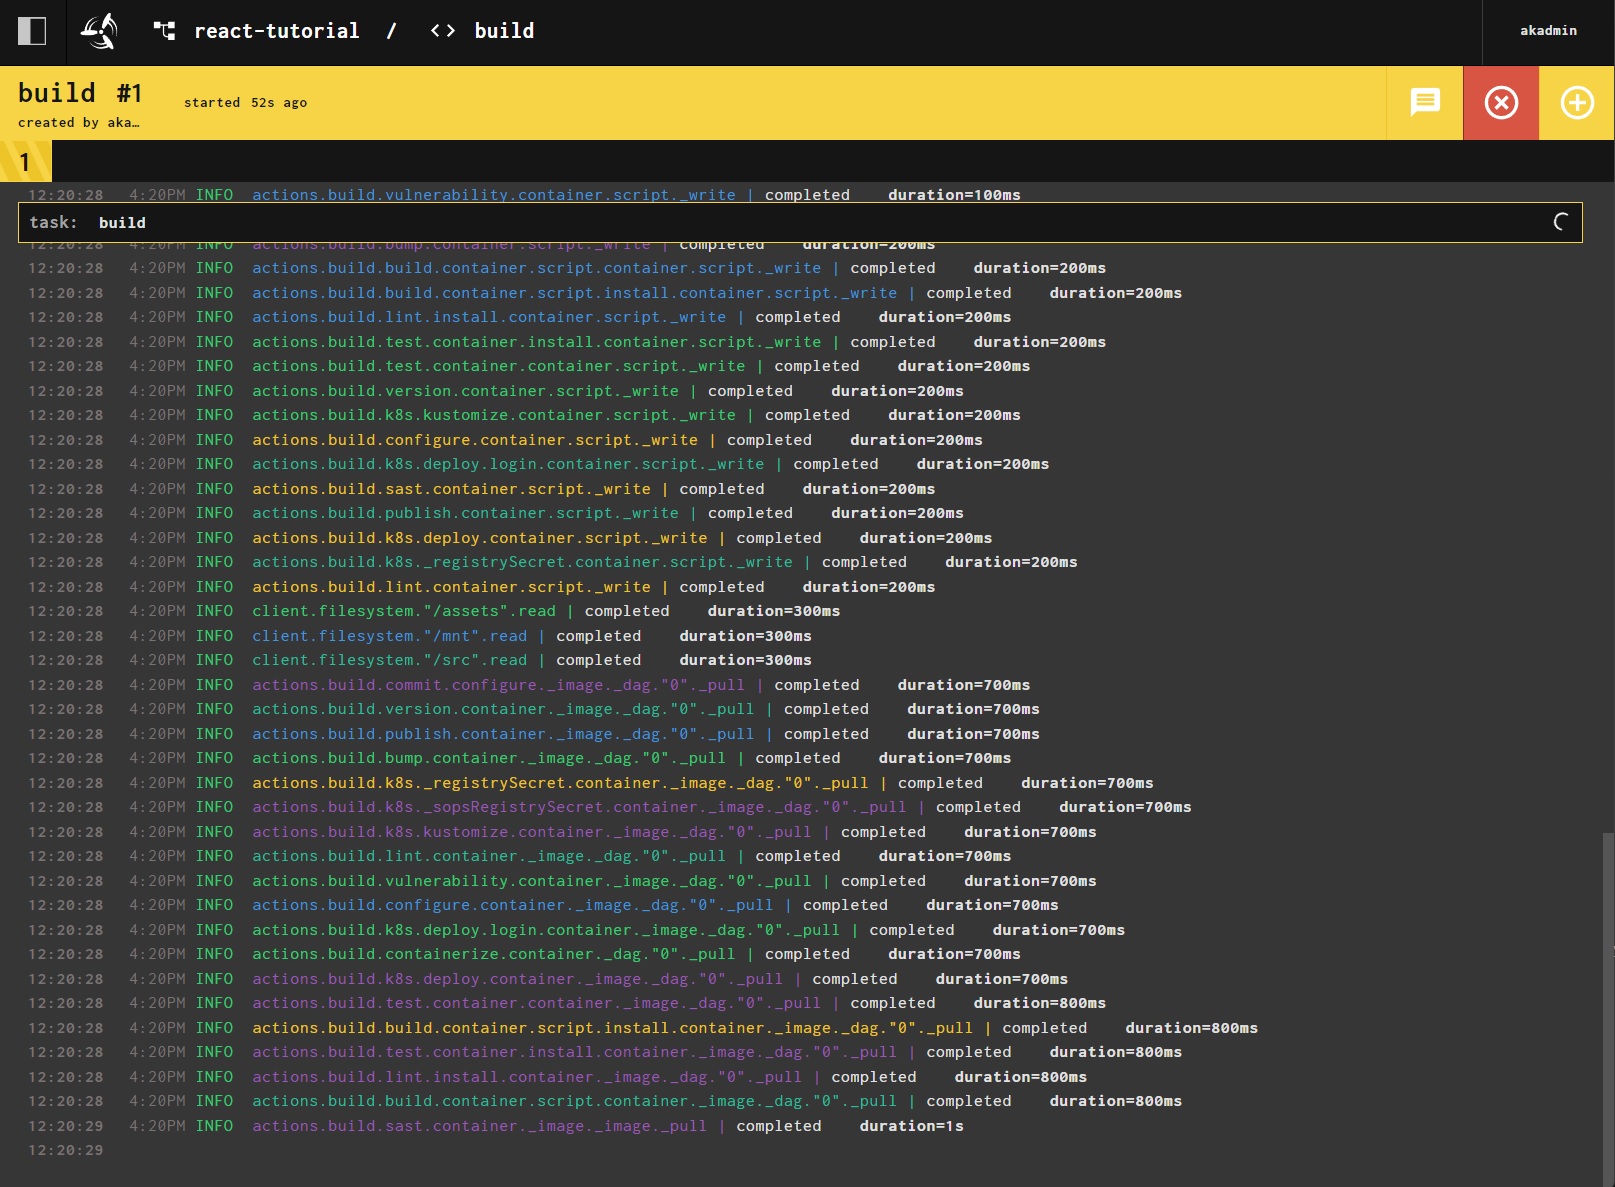 react-tutorial / <> build akadmin
build #1 started 52s ago
created by aka…
1
12:20:28 4:20PM INFO actions.build.vulnerability.container.script._write | completed duration=100ms
task: build
12:20:28 4:20PM INFO actions.build.bump.container.script._write | completed duration=200ms
12:20:28 4:20PM INFO actions.build.build.container.script.container.script._write | completed duration=200ms
12:20:28 4:20PM INFO actions.build.build.container.script.install.container.script._write | completed duration=200ms
12:20:28 4:20PM INFO actions.build.lint.install.container.script._write | completed duration=200ms
12:20:28 4:20PM INFO actions.build.test.container.install.container.script._write | completed duration=200ms
12:20:28 4:20PM INFO actions.build.test.container.container.script._write | completed duration=200ms
12:20:28 4:20PM INFO actions.build.version.container.script._write | completed duration=200ms
12:20:28 4:20PM INFO actions.build.k8s.kustomize.container.script._write | completed duration=200ms
12:20:28 4:20PM INFO actions.build.configure.container.script._write | completed duration=200ms
12:20:28 4:20PM INFO actions.build.k8s.deploy.login.container.script._write | completed duration=200ms
12:20:28 4:20PM INFO actions.build.sast.container.script._write | completed duration=200ms
12:20:28 4:20PM INFO actions.build.publish.container.script._write | completed duration=200ms
12:20:28 4:20PM INFO actions.build.k8s.deploy.container.script._write | completed duration=200ms
12:20:28 4:20PM INFO actions.build.k8s._registrySecret.container.script._write | completed duration=200ms
12:20:28 4:20PM INFO actions.build.lint.container.script._write | completed duration=200ms
12:20:28 4:20PM INFO client.filesystem."/assets".read | completed duration=300ms
12:20:28 4:20PM INFO client.filesystem."/mnt".read | completed duration=300ms
12:20:28 4:20PM INFO client.filesystem."/src".read | completed duration=300ms
12:20:28 4:20PM INFO actions.build.commit.configure._image._dag."0"._pull | completed duration=700ms
12:20:28 4:20PM INFO actions.build.version.container._image._dag."0"._pull | completed duration=700ms
12:20:28 4:20PM INFO actions.build.publish.container._image._dag."0"._pull | completed duration=700ms
12:20:28 4:20PM INFO actions.build.bump.container._image._dag."0"._pull | completed duration=700ms
12:20:28 4:20PM INFO actions.build.k8s._registrySecret.container._image._dag."0"._pull | completed duration=700ms
12:20:28 4:20PM INFO actions.build.k8s._sopsRegistrySecret.container._image._dag."0"._pull | completed duration=700ms
12:20:28 4:20PM INFO actions.build.k8s.kustomize.container._image._dag."0"._pull | completed duration=700ms
12:20:28 4:20PM INFO actions.build.lint.container._image._dag."0"._pull | completed duration=700ms
12:20:28 4:20PM INFO actions.build.vulnerability.container._image._dag."0"._pull | completed duration=700ms
12:20:28 4:20PM INFO actions.build.configure.container._image._dag."0"._pull | completed duration=700ms
12:20:28 4:20PM INFO actions.build.k8s.deploy.login.container._image._dag."0"._pull | completed duration=700ms
12:20:28 4:20PM INFO actions.build.containerize.container._dag."0"._pull | completed duration=700ms
12:20:28 4:20PM INFO actions.build.k8s.deploy.container._image._dag."0"._pull | completed duration=700ms
12:20:28 4:20PM INFO actions.build.test.container.container._image._dag."0"._pull | completed duration=800ms
12:20:28 4:20PM INFO actions.build.build.container.script.install.container._image._dag."0"._pull | completed duration=800ms
12:20:28 4:20PM INFO actions.build.test.container.install.container._image._dag."0"._pull | completed duration=800ms
12:20:28 4:20PM INFO actions.build.lint.install.container._image._dag."0"._pull | completed duration=800ms
12:20:28 4:20PM INFO actions.build.build.container.script.container._image._dag."0"._pull | completed duration=800ms
12:20:29 4:20PM INFO actions.build.sast.container._image._image._pull | completed duration=1s
12:20:29